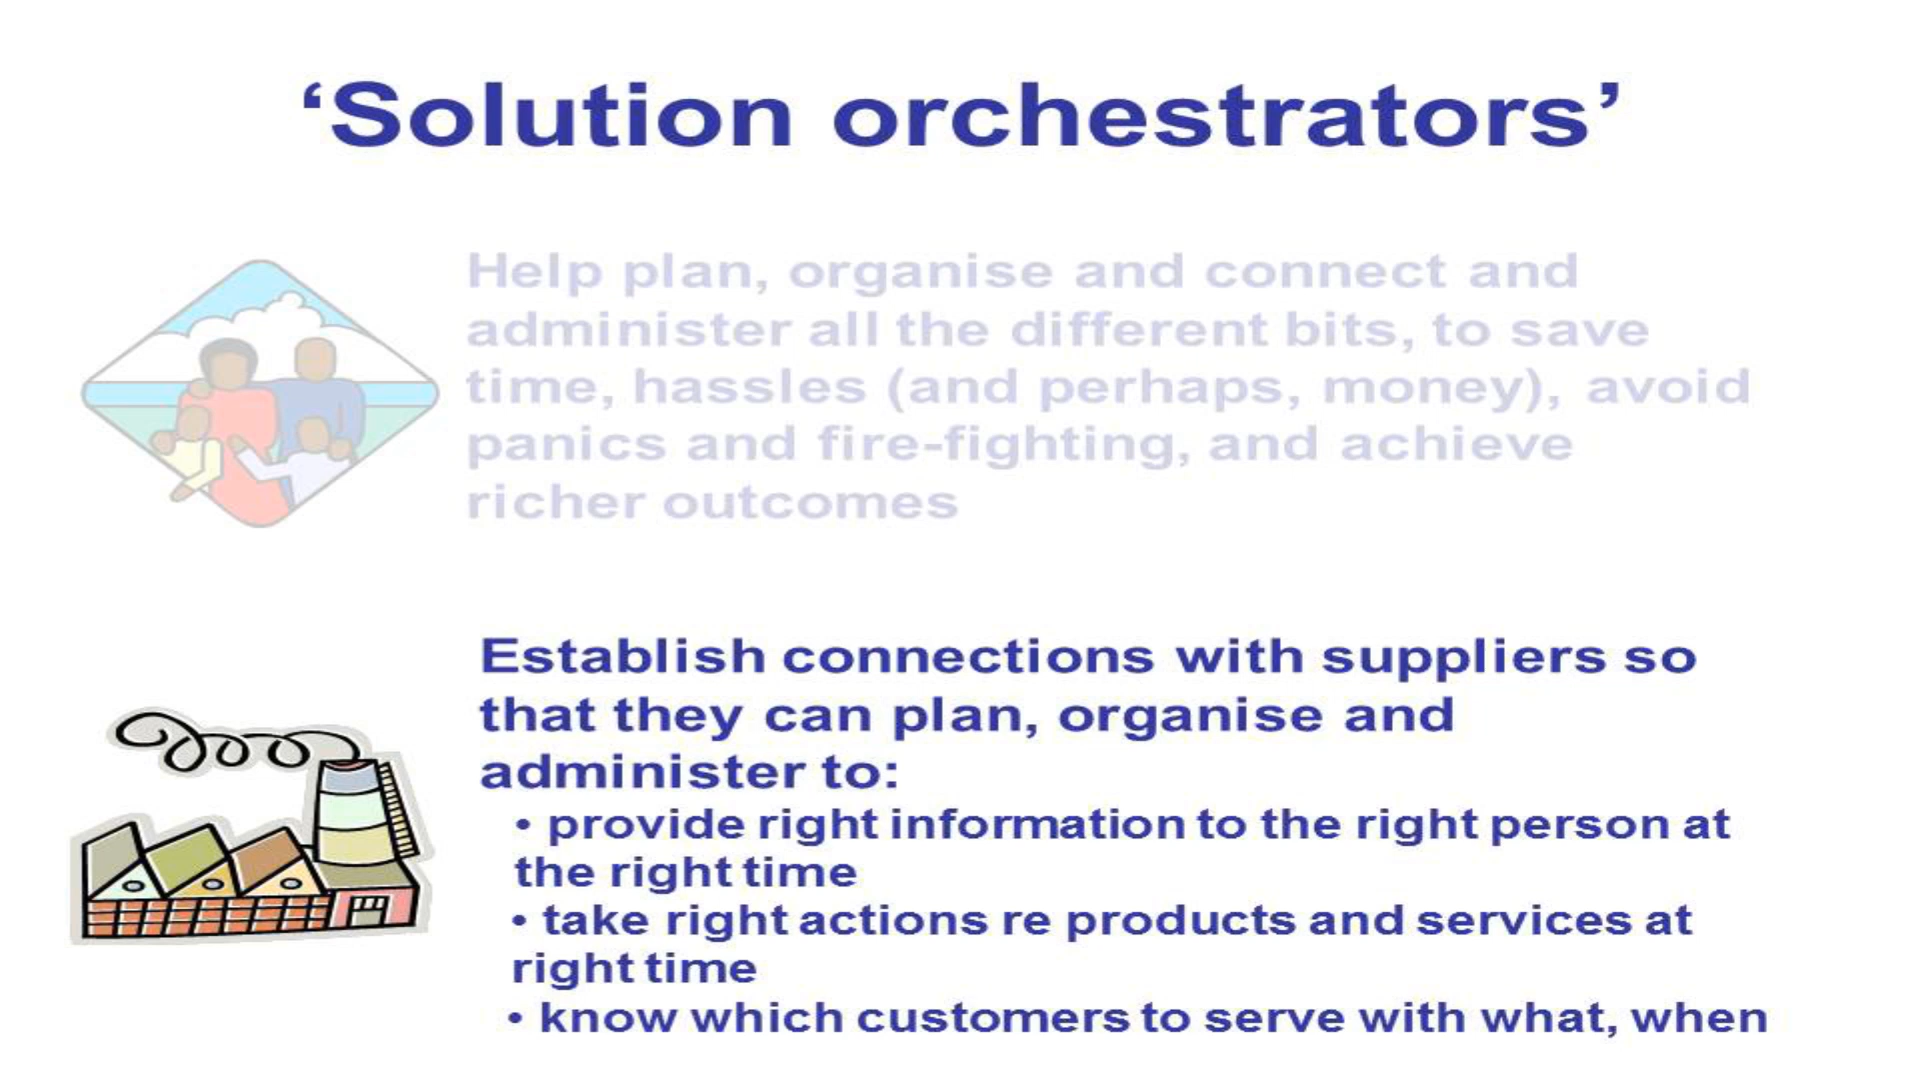 ‘Solution orchestrators’
Help plan, organise and connect and
administer all the different bits, to save
time, hassles (and perhaps, money), avoid
panics and fire-fighting, and achieve
richer outcomes
Establish connections with suppliers so
that they can plan, organise and
administer to:
• provide right information to the right person at
the right time
• take right actions re products and services at
right time
• know which customers to serve with what, when